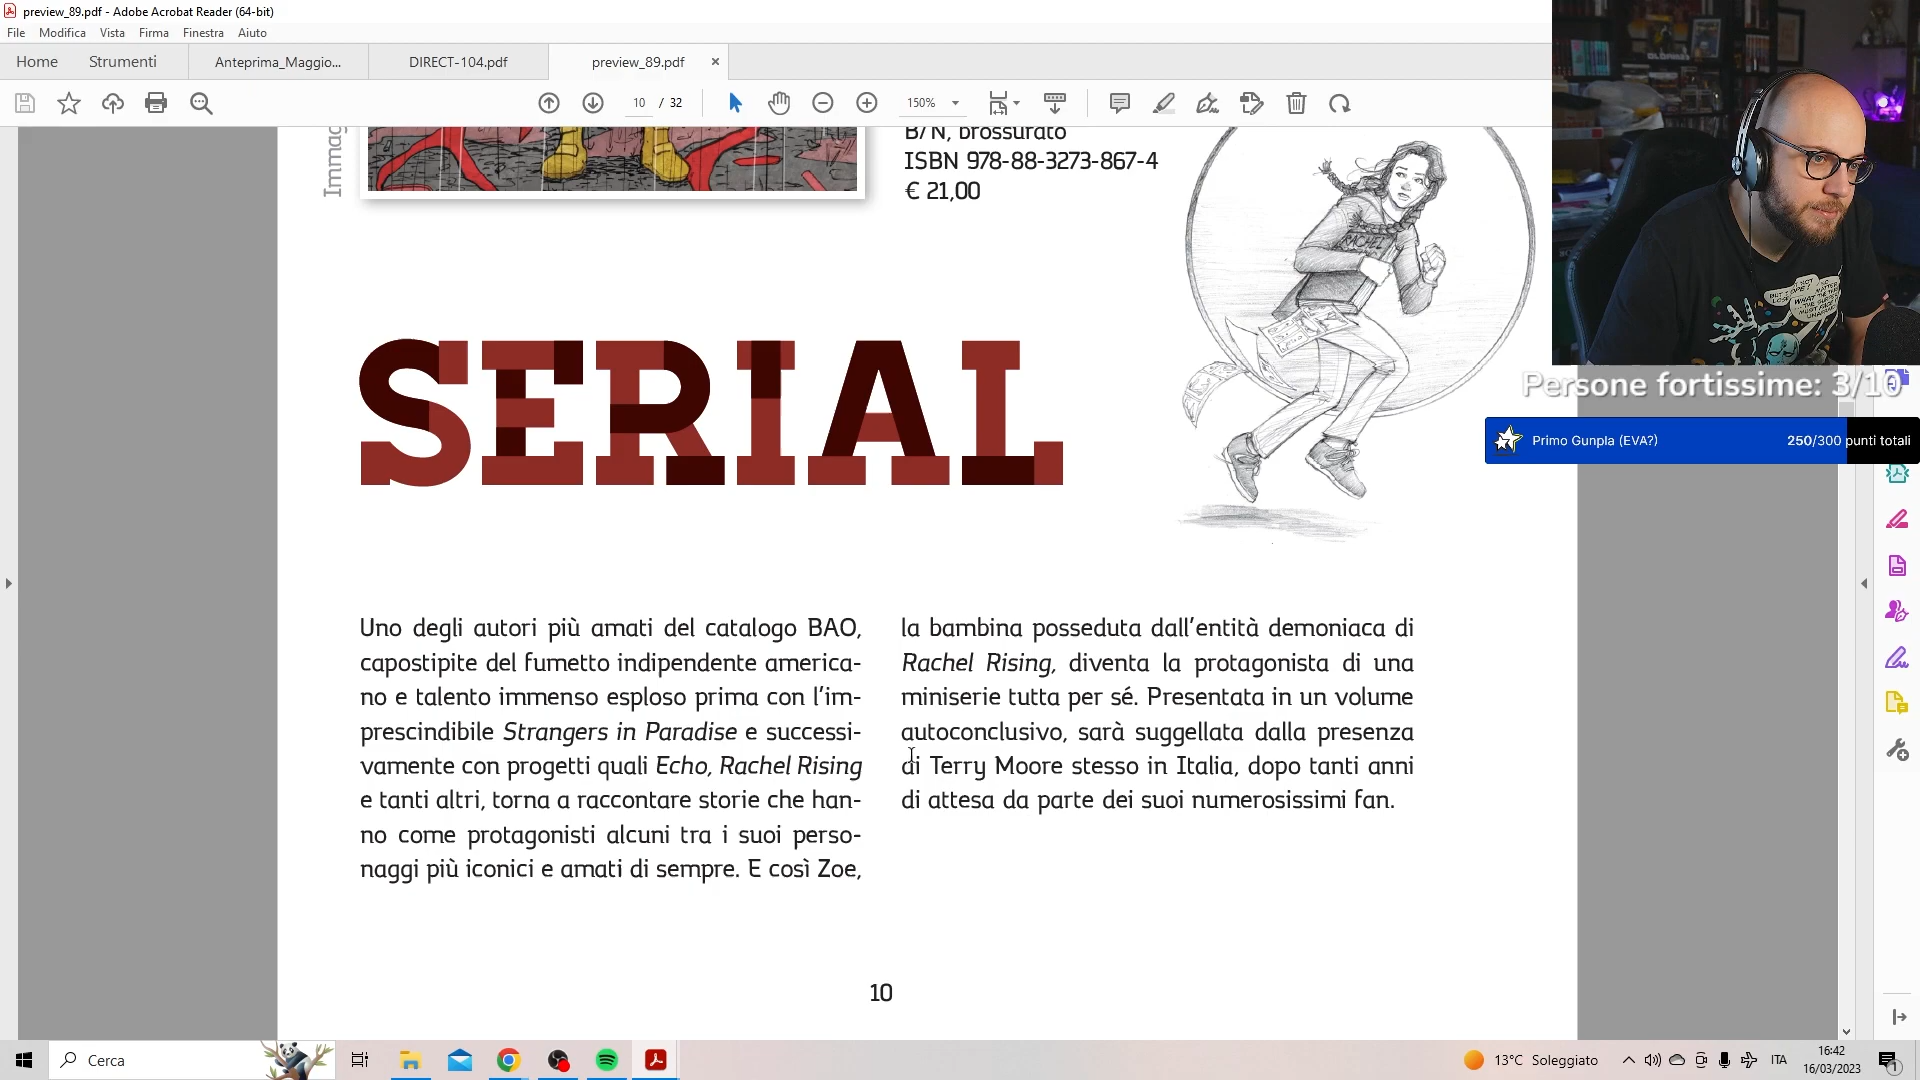 preview_89.pdf - Adobe Acrobat Reader (64-bit)
File Modifica Vista Firma Finestra Aiuto
Home Strumenti Anteprima_Maggio... DIRECT-104.pdf preview_89.pdf ×
10 / 32 150%
Immag
B/N, brossurato
ISBN 978-88-3273-867-4
€ 21,00
RACHEL
SERIAL
Persone fortissime: 3/10
Primo Gunpla (EVA?) 250/300 punti totali
Uno degli autori più amati del catalogo BAO,
capostipite del fumetto indipendente america-
no e talento immenso esploso prima con l'im-
prescindibile Strangers in Paradise e successi-
vamente con progetti quali Echo, Rachel Rising
e tanti altri, torna a raccontare storie che han-
no come protagonisti alcuni tra i suoi perso-
naggi più iconici e amati di sempre. E così Zoe,
la bambina posseduta dall'entità demoniaca di
Rachel Rising, diventa la protagonista di una
miniserie tutta per sé. Presentata in un volume
autoconclusivo, sarà suggellata dalla presenza
di Terry Moore stesso in Italia, dopo tanti anni
di attesa da parte dei suoi numerosissimi fan.
10
Cerca
13°C Soleggiato
ITA
16:42
16/03/2023
1